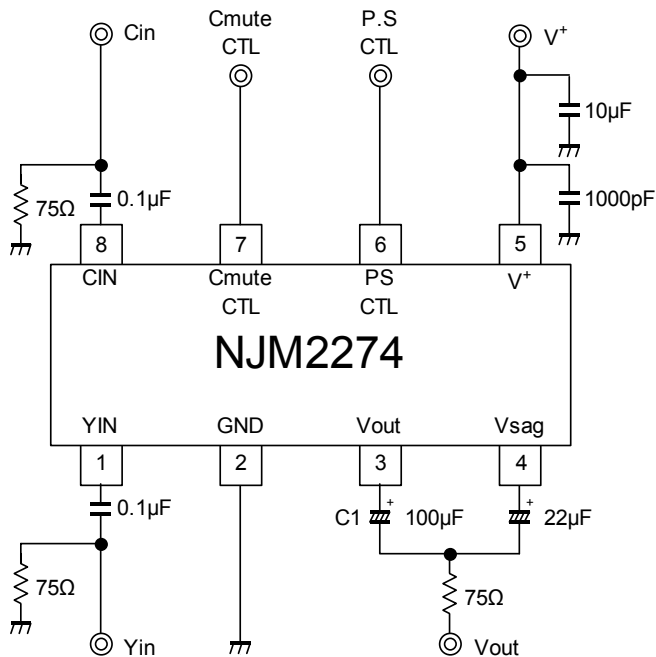 Cin
Cmute
CTL
P.S
CTL
V+
10µF
75Ω
0.1µF
1000pF
8
7
6
5
CIN
Cmute
CTL
PS
CTL
V+
NJM2274
YIN
GND
Vout
Vsag
1
2
3
4
0.1µF
C1
+
100µF
+
22µF
75Ω
75Ω
Yin
Vout